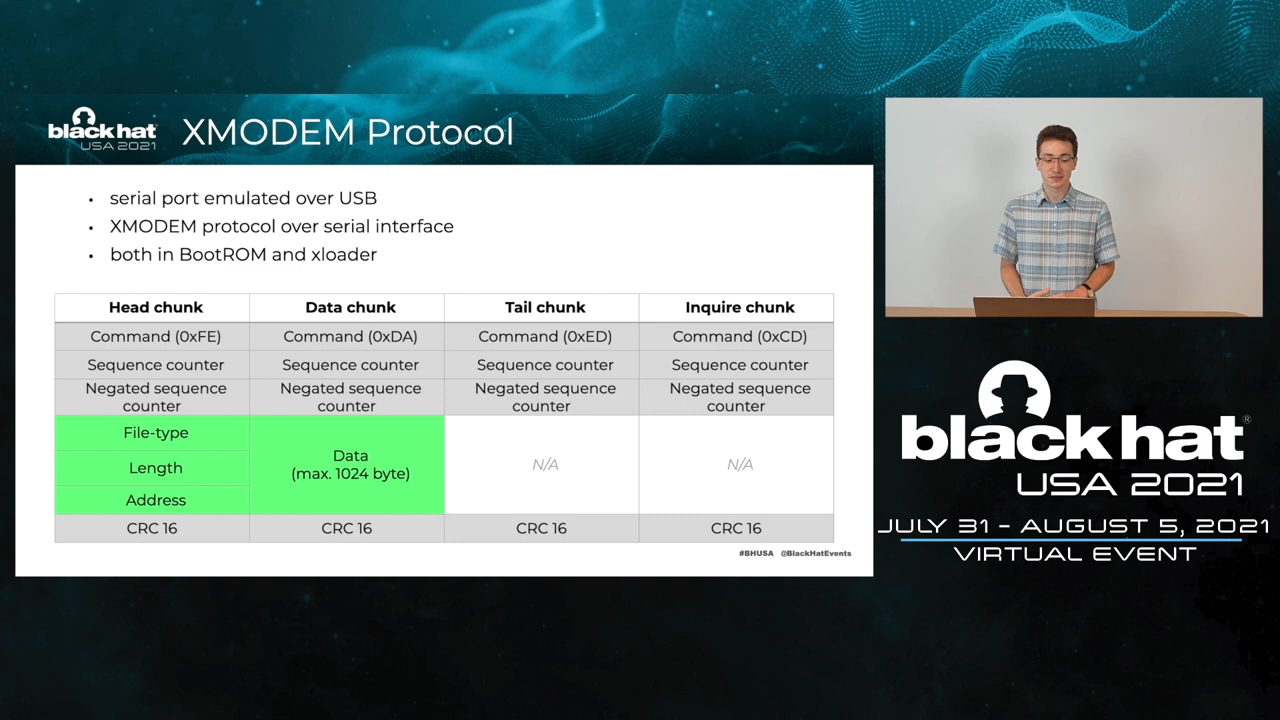 black hat
USA 2021
XMODEM Protocol
• serial port emulated over USB
• XMODEM protocol over serial interface
• both in BootROM and xloader
Head chunk Data chunk Tail chunk Inquire chunk
Command (0xFE) Command (0xDA) Command (0xED) Command (0xCD)
Sequence counter Sequence counter Sequence counter Sequence counter
Negated sequence Negated sequence Negated sequence Negated sequence
counter counter counter counter
File-type
Length
Address
Data
(max. 1024 byte)
N/A N/A
CRC 16 CRC 16 CRC 16 CRC 16
#BHUSA @BlackHatEvents
black hat®
USA 2021
JULY 31 - AUGUST 5, 2021
VIRTUAL EVENT